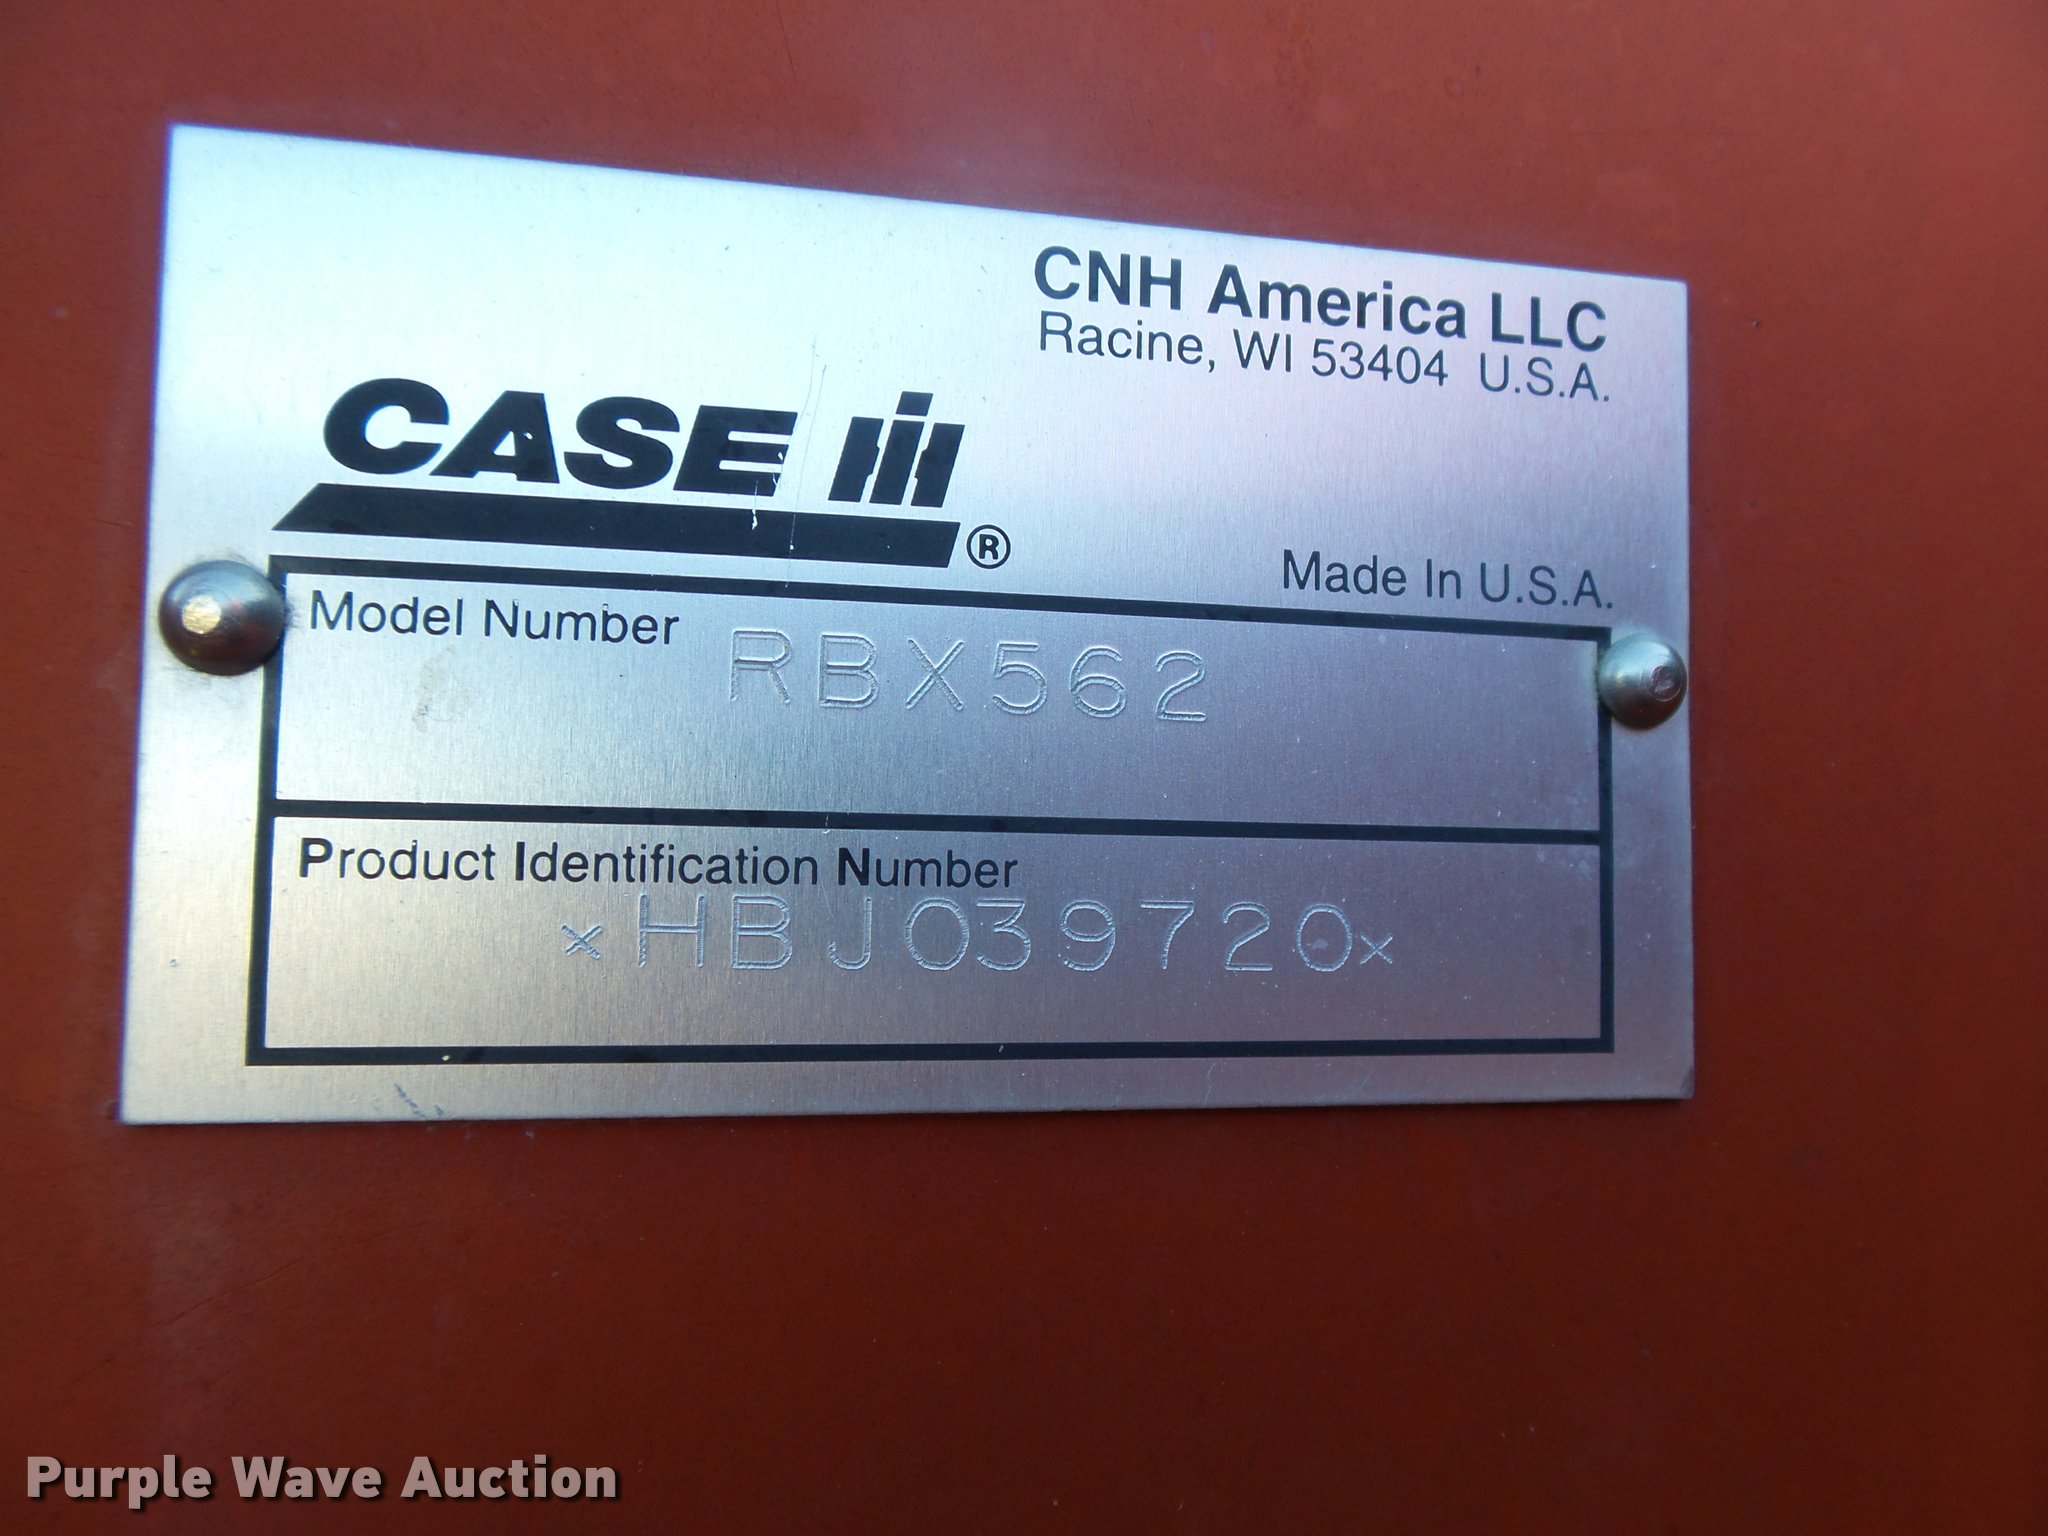 CNH America LLC
Racine, WI 53404 U.S.A.
CASE IH®
Made In U.S.A.
Model Number RBX562
Product Identification Number
*HBJ039720*
Purple Wave Auction